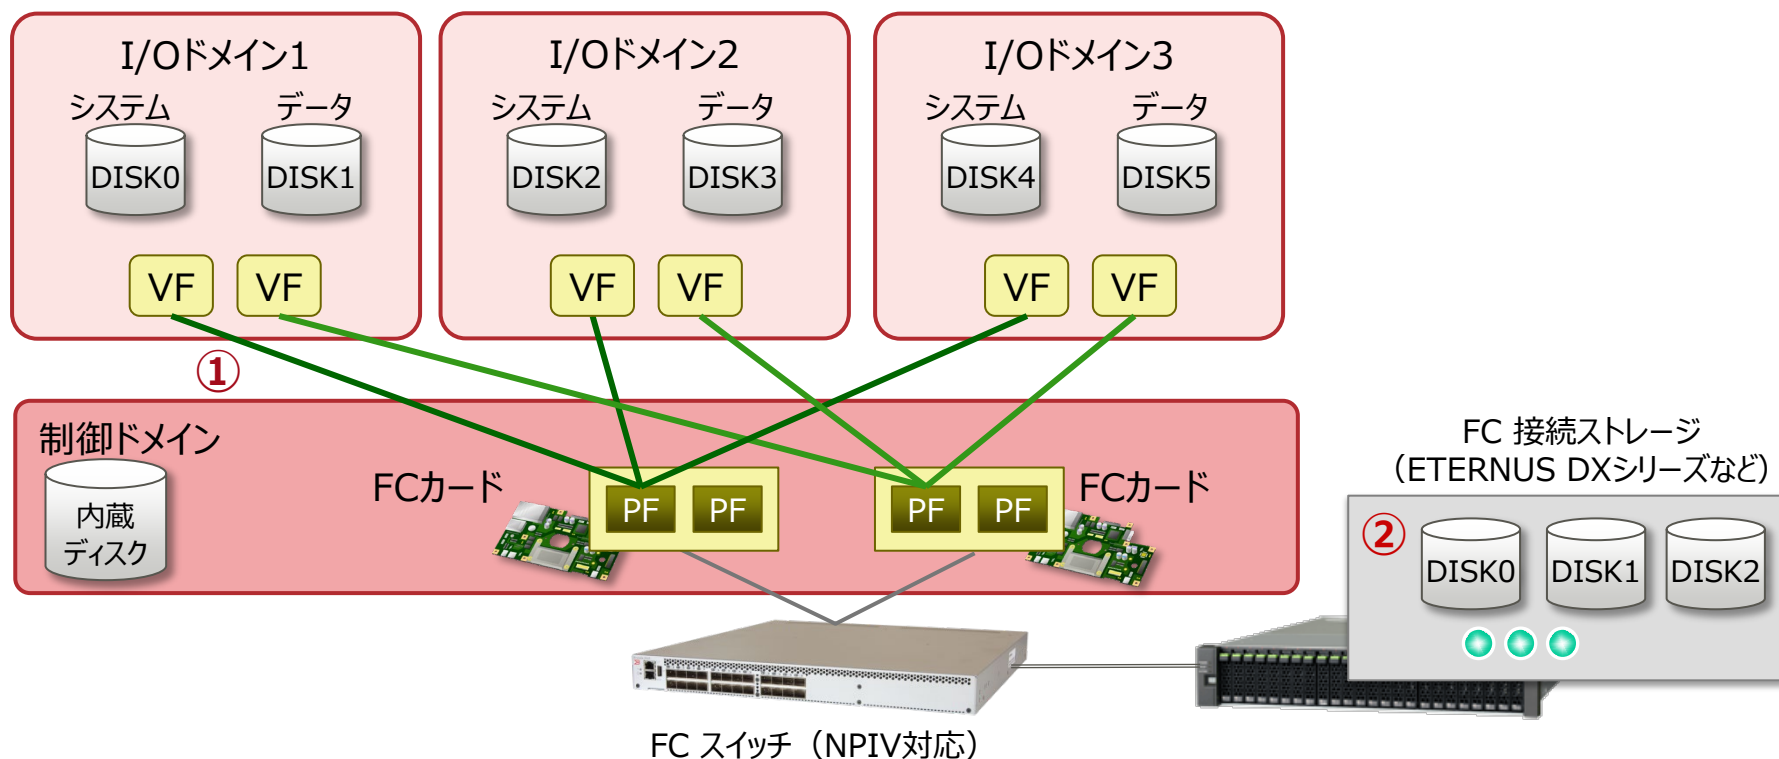 I/Oドメイン1
システム
データ
DISK0
DISK1
VF
VF
I/Oドメイン2
システム
データ
DISK2
DISK3
VF
VF
I/Oドメイン3
システム
データ
DISK4
DISK5
VF
VF
①
制御ドメイン
内蔵
ディスク
FCカード
PF
PF
PF
PF
FCカード
FC 接続ストレージ
（ETERNUS DXシリーズなど）
②
DISK0
DISK1
DISK2
FC スイッチ（NPIV対応）